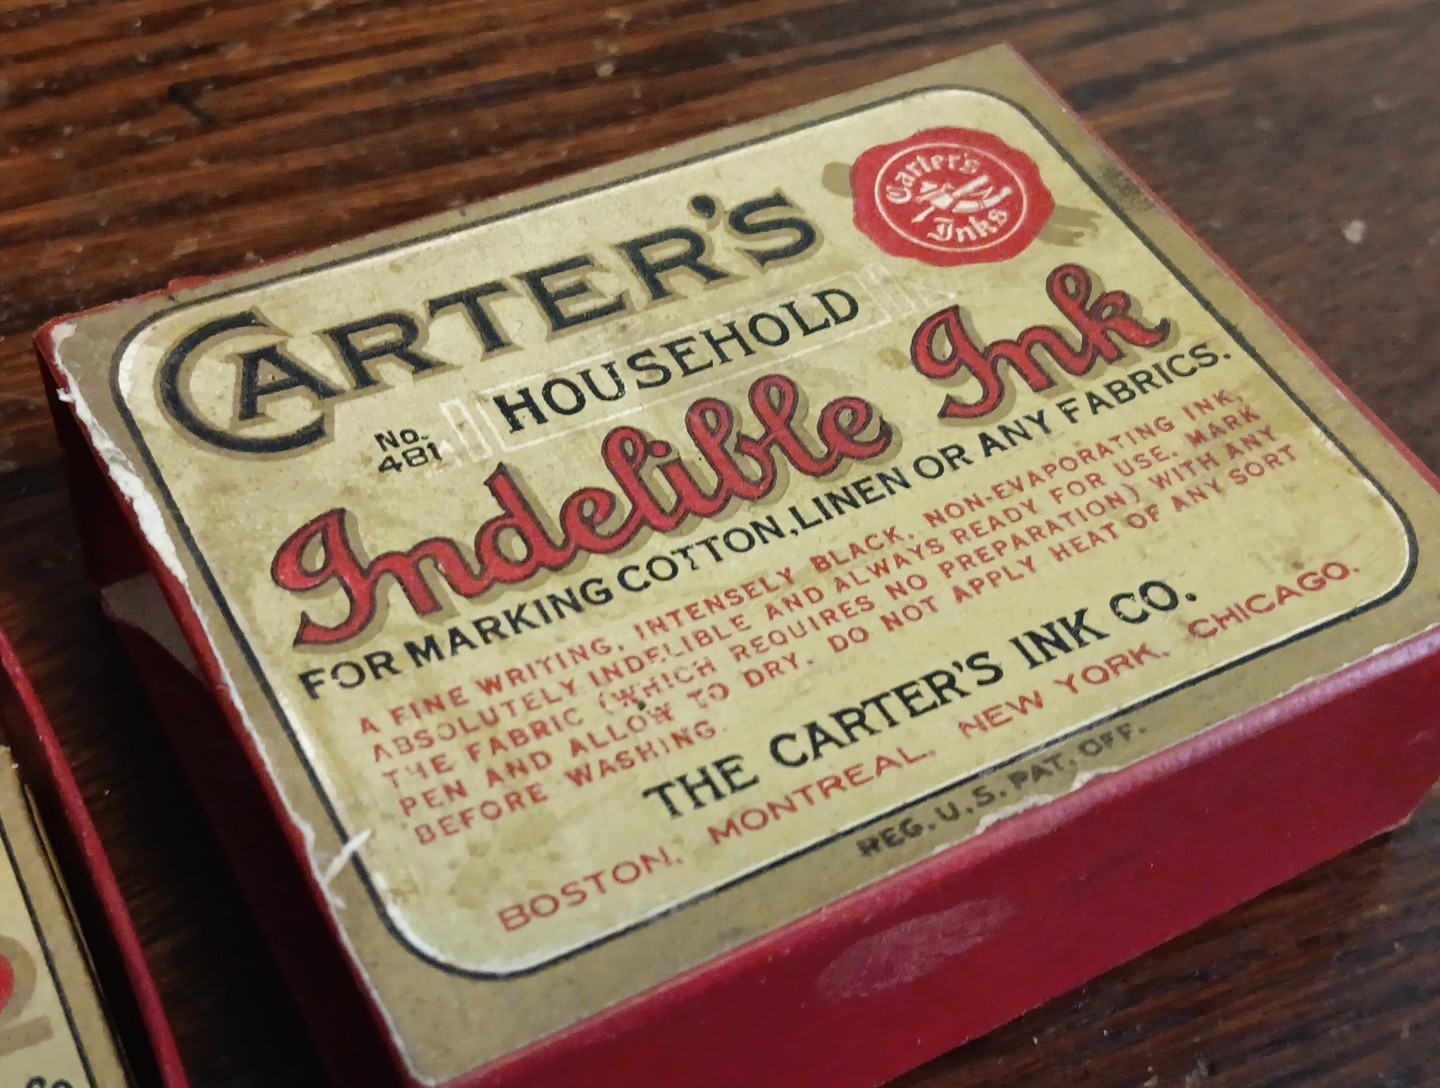 CARTER'S
Carter's
Inks
HOUSEHOLD
No.
481
Indelible Ink
FOR MARKING COTTON, LINEN OR ANY FABRICS.
A FINE WRITING, INTENSELY BLACK, NON-EVAPORATING INK,
ABSOLUTELY INDELIBLE AND ALWAYS READY FOR USE. MARK
THE FABRIC (WHICH REQUIRES NO PREPARATION) WITH ANY
PEN AND ALLOW TO DRY. DO NOT APPLY HEAT OF ANY SORT
BEFORE WASHING.
THE CARTER'S INK CO.
BOSTON, MONTREAL, NEW YORK, CHICAGO.
REG. U.S. PAT. OFF.